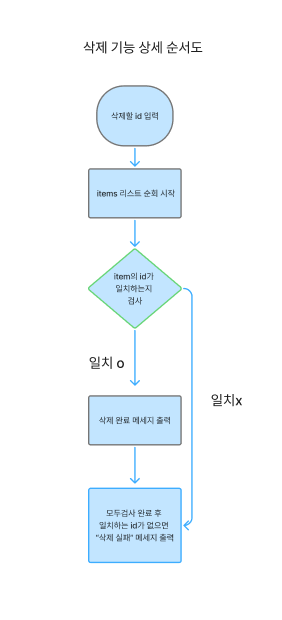 삭제 기능 상세 순서도
삭제할 id 입력
items 리스트 순회 시작
item의 id가
일치하는지
검사
일치 o
일치x
삭제 완료 메세지 출력
모두검사 완료 후
일치하는 id가 없으면
"삭제 실패" 메세지 출력